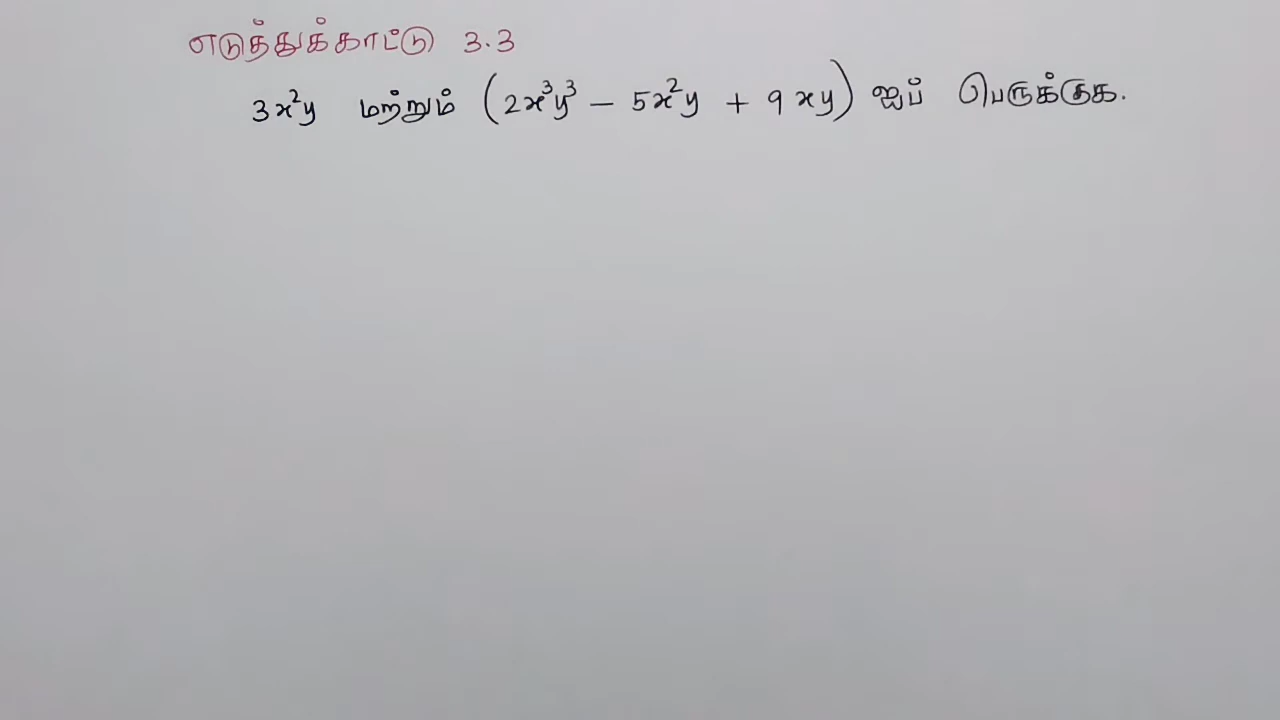 எடுத்துக்காட்டு 3.3
3x²y மற்றும் (2x³y³ – 5x²y + 9xy) ஐப் பெருக்குக.